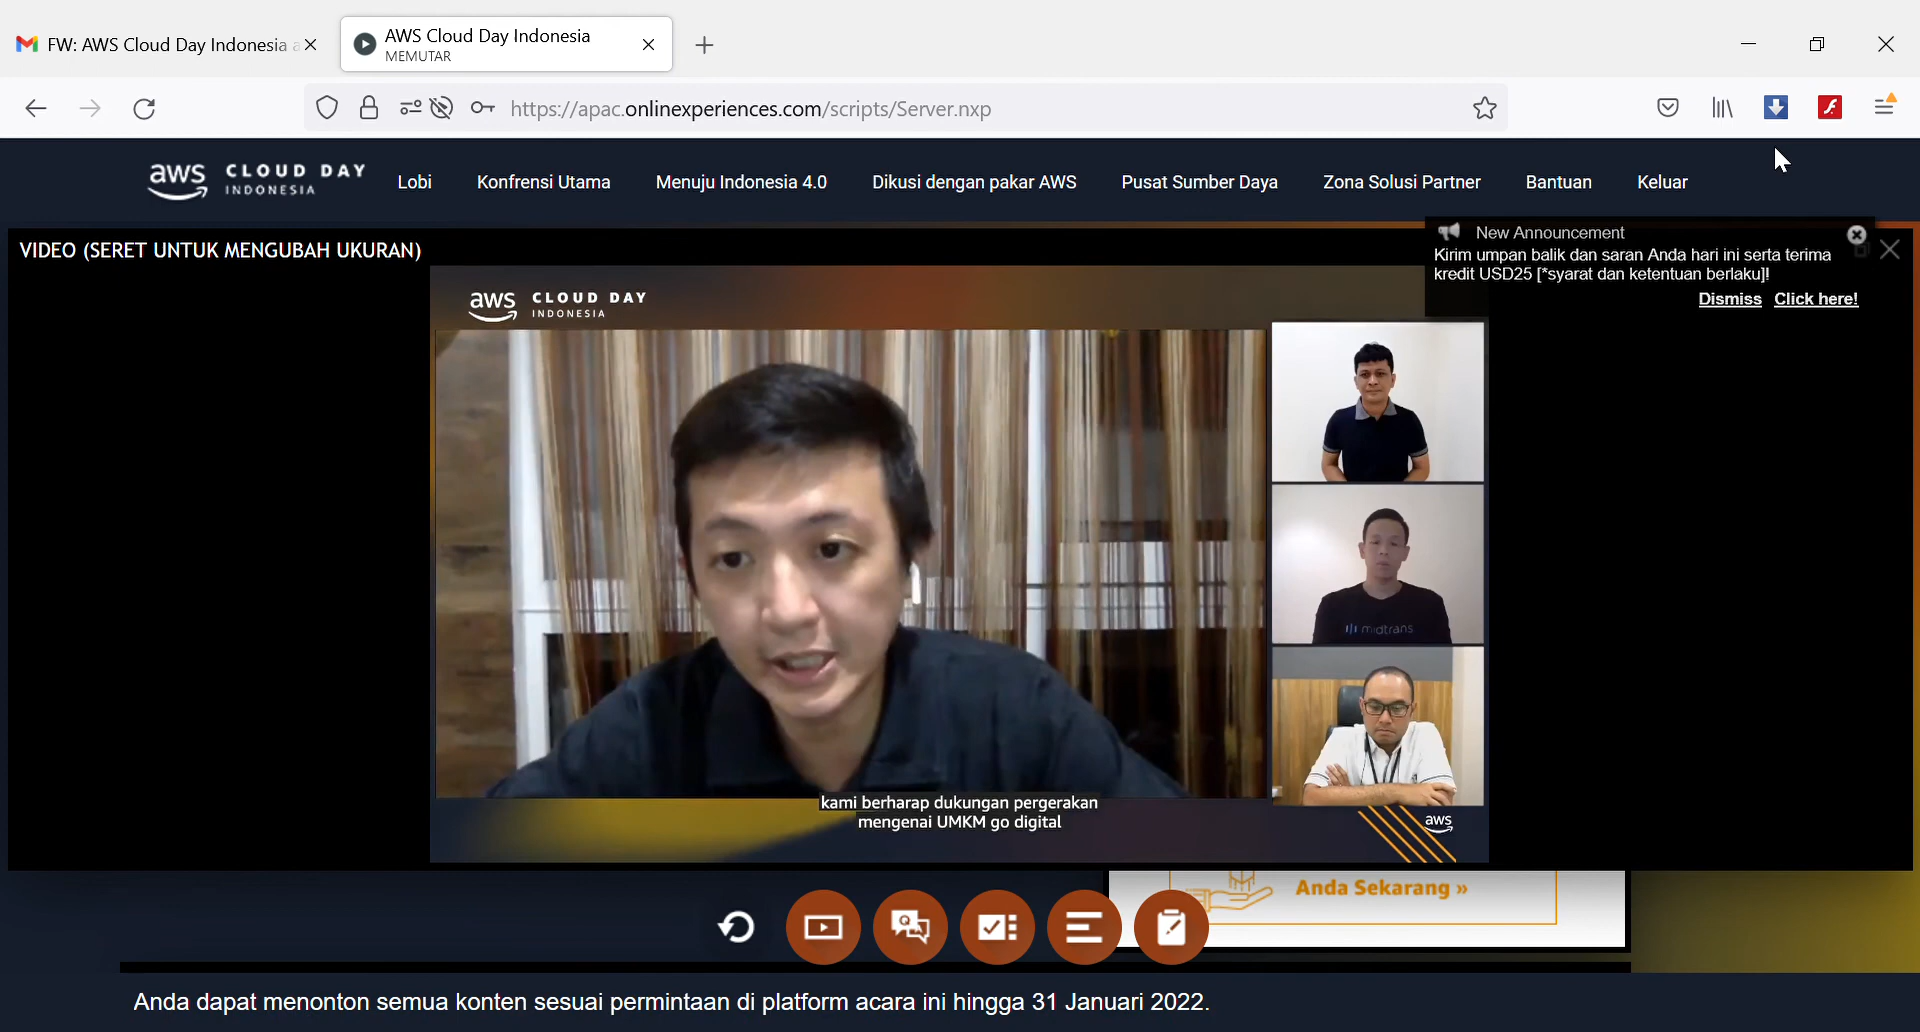 FW: AWS Cloud Day Indonesia a
AWS Cloud Day Indonesia
MEMUTAR
https://apac.onlinexperiences.com/scripts/Server.nxp
aws CLOUD DAY
INDONESIA
Lobi
Konfrensi Utama
Menuju Indonesia 4.0
Dikusi dengan pakar AWS
Pusat Sumber Daya
Zona Solusi Partner
Bantuan
Keluar
New Announcement
Kirim umpan balik dan saran Anda hari ini serta terima
kredit USD25 [*syarat dan ketentuan berlaku]!
Dismiss Click here!
VIDEO (SERET UNTUK MENGUBAH UKURAN)
aws CLOUD DAY
INDONESIA
midtrans
kami berharap dukungan pergerakan
mengenai UMKM go digital
aws
Anda Sekarang »
Q A
Anda dapat menonton semua konten sesuai permintaan di platform acara ini hingga 31 Januari 2022.